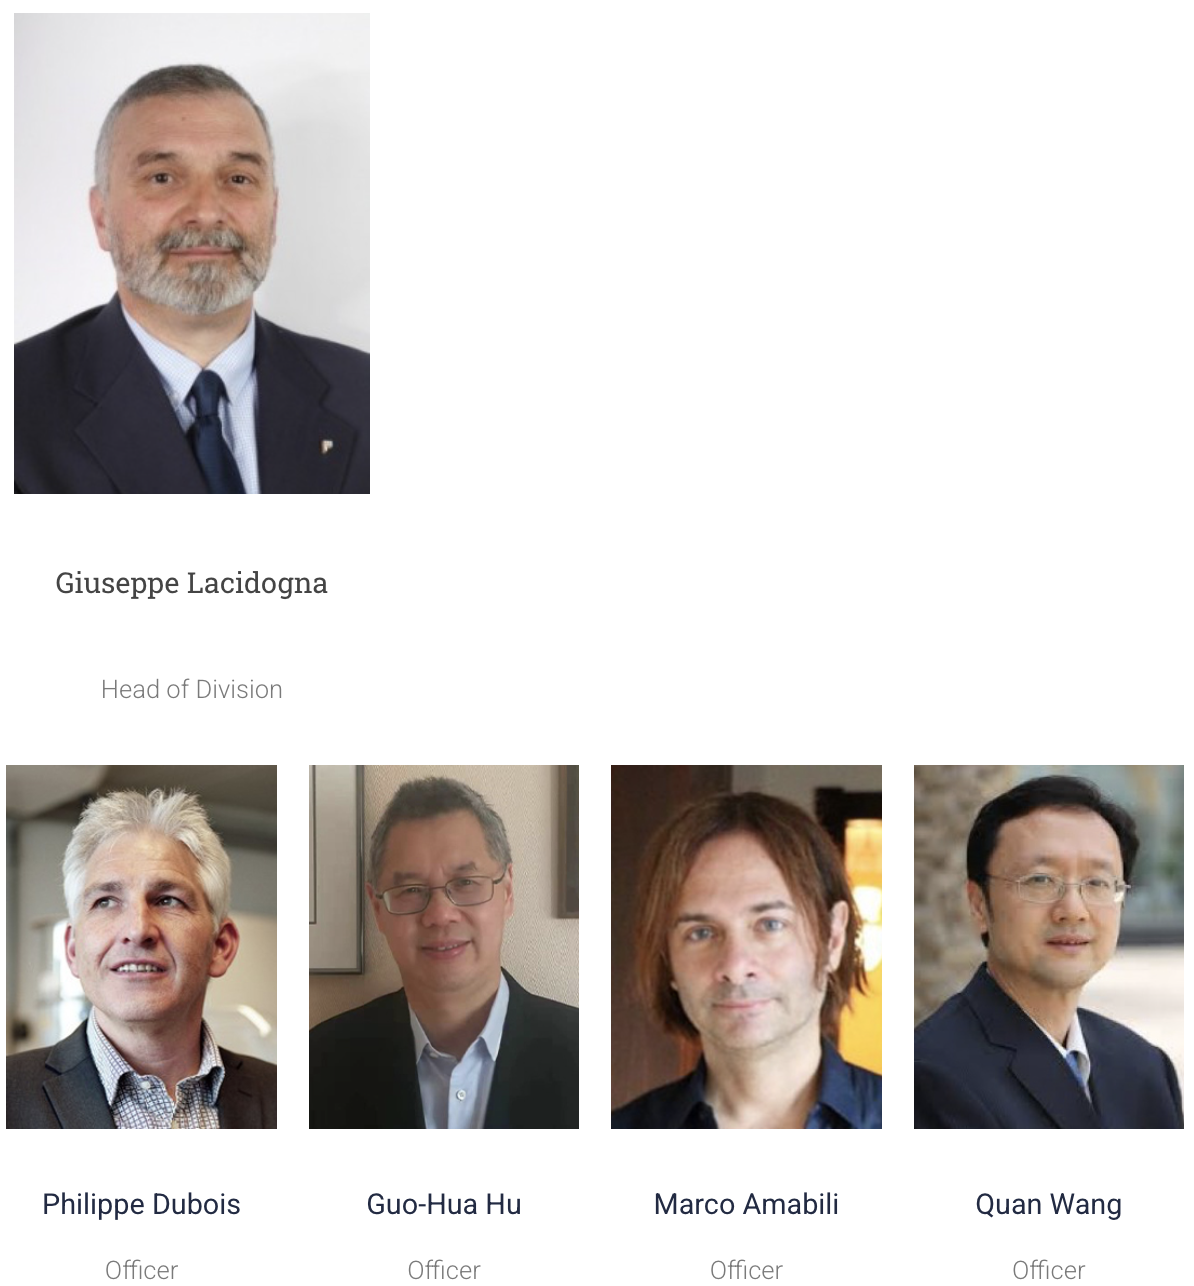 Giuseppe Lacidogna
Head of Division
Philippe Dubois
Officer
Guo-Hua Hu
Officer
Marco Amabili
Officer
Quan Wang
Officer